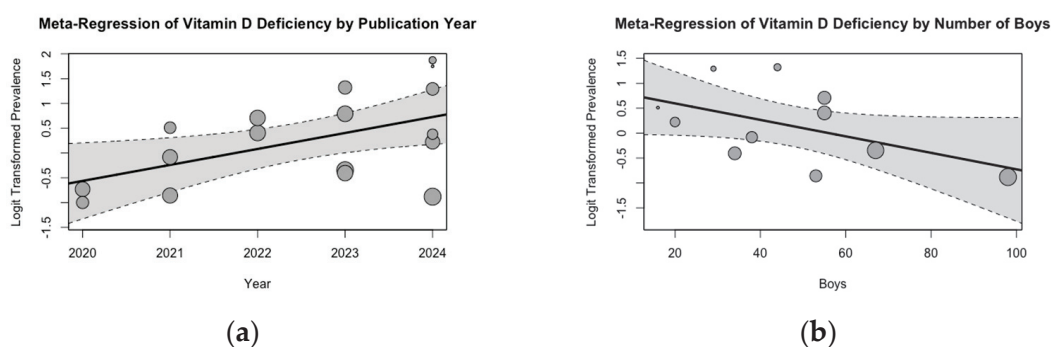 Meta-Regression of Vitamin D Deficiency by Publication Year
Logit Transformed Prevalence
2
1.5
1
0.5
-0.5
-1.5
2020 2021 2022 2023 2024
Year
(a)
Meta-Regression of Vitamin D Deficiency by Number of Boys
Logit Transformed Prevalence
1.5
1
0.5
0
-0.5
-1.5
20 40 60 80 100
Boys
(b)